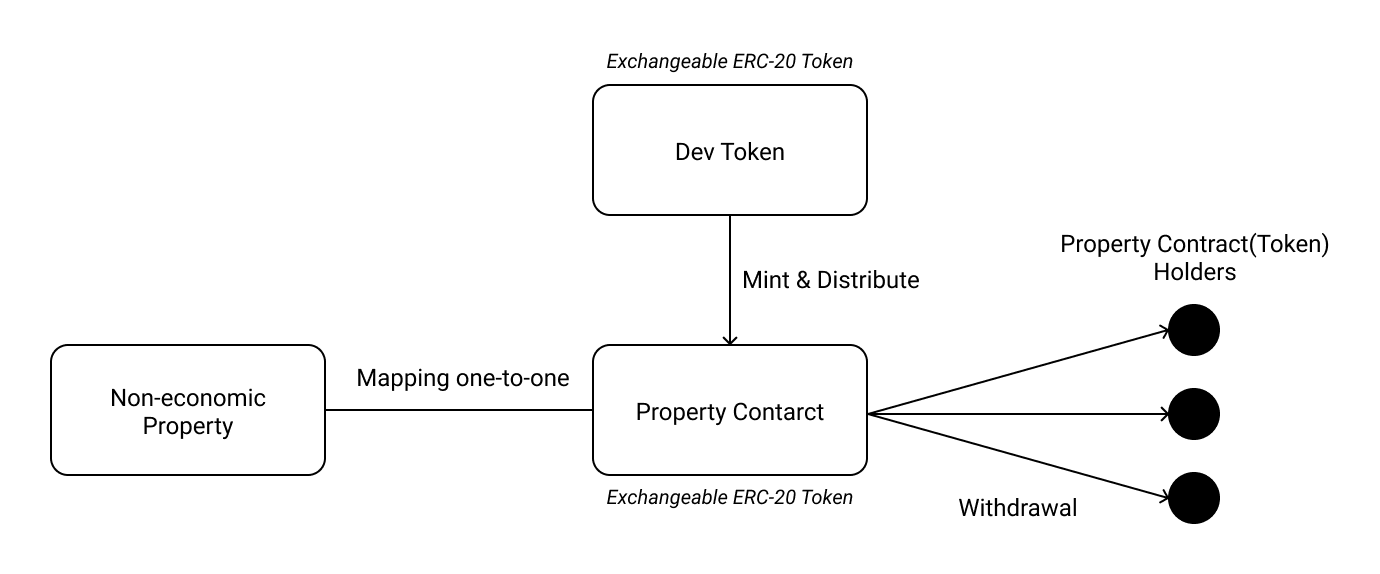 Exchangeable ERC-20 Token
Dev Token
Mint & Distribute
Property Contract(Token)
Holders
Non-economic
Property
Mapping one-to-one
Property Contarct
Exchangeable ERC-20 Token
Withdrawal